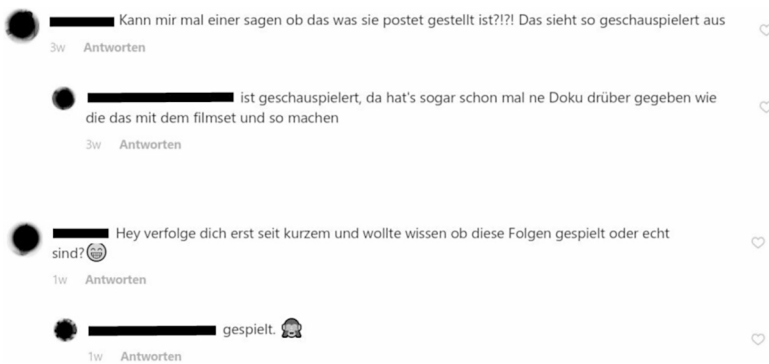 Kann mir mal einer sagen ob das was sie postet gestellt ist?!?! Das sieht so geschauspielert aus
3w Antworten
ist geschauspielert, da hat's sogar schon mal ne Doku drüber gegeben wie
die das mit dem filmset und so machen
3w Antworten
Hey verfolge dich erst seit kurzem und wollte wissen ob diese Folgen gespielt oder echt
sind?😁
1w Antworten
gespielt. 🙈
1w Antworten